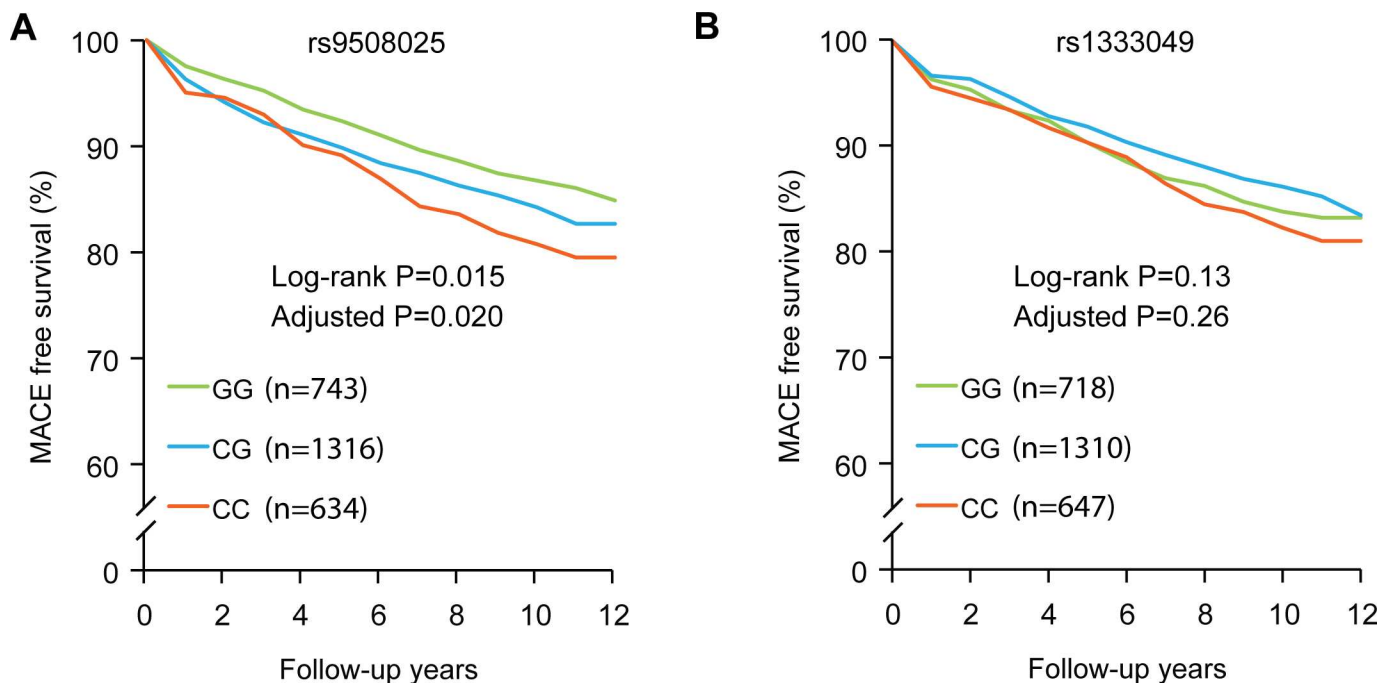 A
rs9508025
100
90
80
70
60
0
MACE free survival (%)
Log-rank P=0.015
Adjusted P=0.020
GG (n=743)
CG (n=1316)
CC (n=634)
0 2 4 6 8 10 12
Follow-up years
B
rs1333049
100
90
80
70
60
0
MACE free survival (%)
Log-rank P=0.13
Adjusted P=0.26
GG (n=718)
CG (n=1310)
CC (n=647)
0 2 4 6 8 10 12
Follow-up years